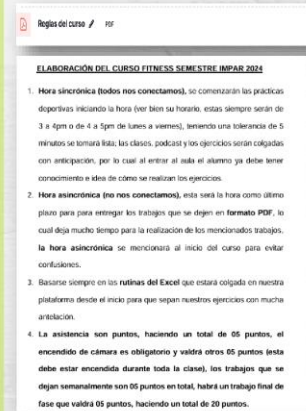 Reglas del curso
PDF
ELABORACIÓN DEL CURSO FITNESS SEMESTRE IMPAR 2024
1. Hora sincrónica (todos nos conectamos), se comenzarán las prácticas
deportivas iniciando la hora (ver bien su horario, estas siempre serán de
3 a 4pm o de 4 a 5pm de lunes a viernes), teniendo una tolerancia de 5
minutos se tomará lista; las clases, podcast y los ejercicios serán colgadas
con anticipación, por lo cual al entrar al aula el alumno ya debe tener
conocimiento e idea de cómo se realizan los ejercicios.
2. Hora asincrónica (no nos conectamos), esta será la hora como último
plazo para para entregar los trabajos que se dejen en formato PDF, lo
cual deja mucho tiempo para la realización de los mencionados trabajos,
la hora asincrónica se mencionará al inicio del curso para evitar
confusiones.
3. Basarse siempre en las rutinas del Excel que estará colgada en nuestra
plataforma desde el inicio para que sepan nuestros ejercicios con mucha
antelación.
4. La asistencia son puntos, haciendo un total de 05 puntos, el
encendido de cámara es obligatorio y valdrá otros 05 puntos (esta
debe estar encendida durante toda la clase), los trabajos que se
dejan semanalmente son 05 puntos en total, habrá un trabajo final de
fase que valdrá 05 puntos, haciendo un total de 20 puntos.